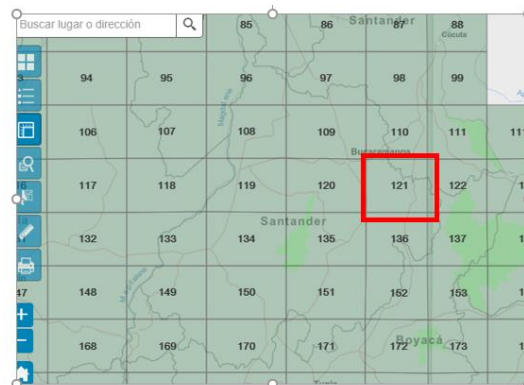 Buscar lugar o dirección
85 86 Santander 87 88
Cúcuta
94 95 96 97 98 99
106 107 108 109 110 111
Bucaramanga
117 118 119 120 121 122
Santander
132 133 134 135 136 137
47 148 149 150 151 152 153
168 169 170 171 172 Boyacá 173
Tunja